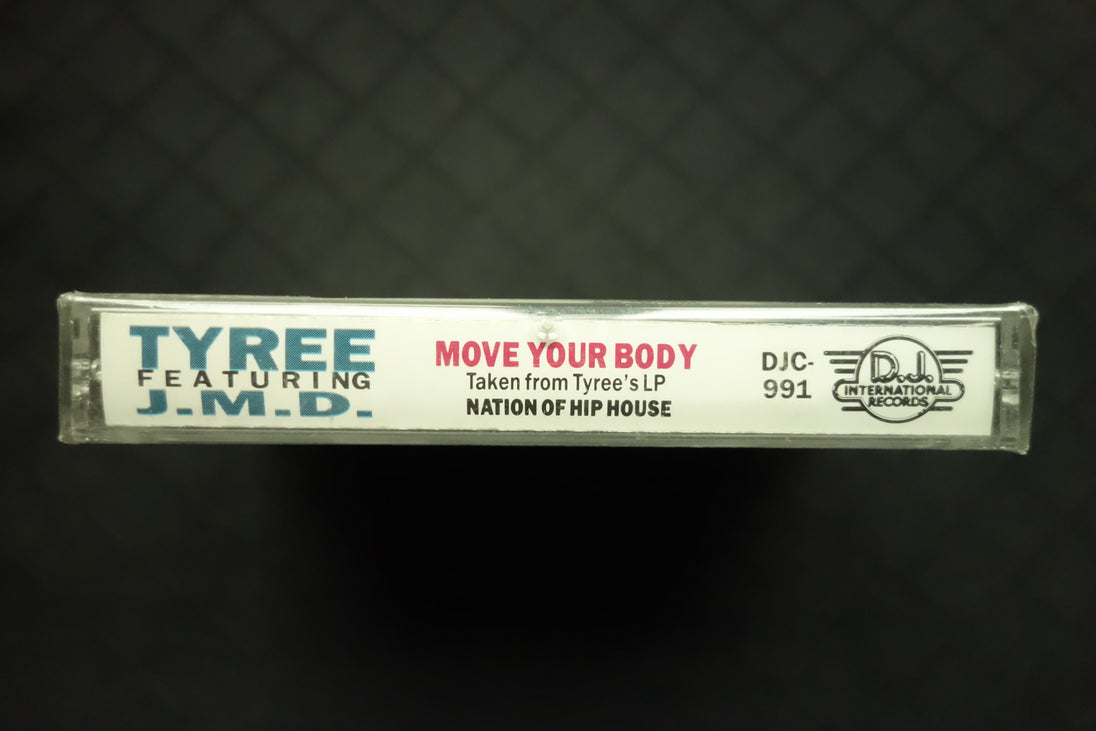 TYREE
FEATURING
J.M.D.
MOVE YOUR BODY
Taken from Tyree's LP
NATION OF HIP HOUSE
DJC-
991
D.J.
INTERNATIONAL
RECORDS